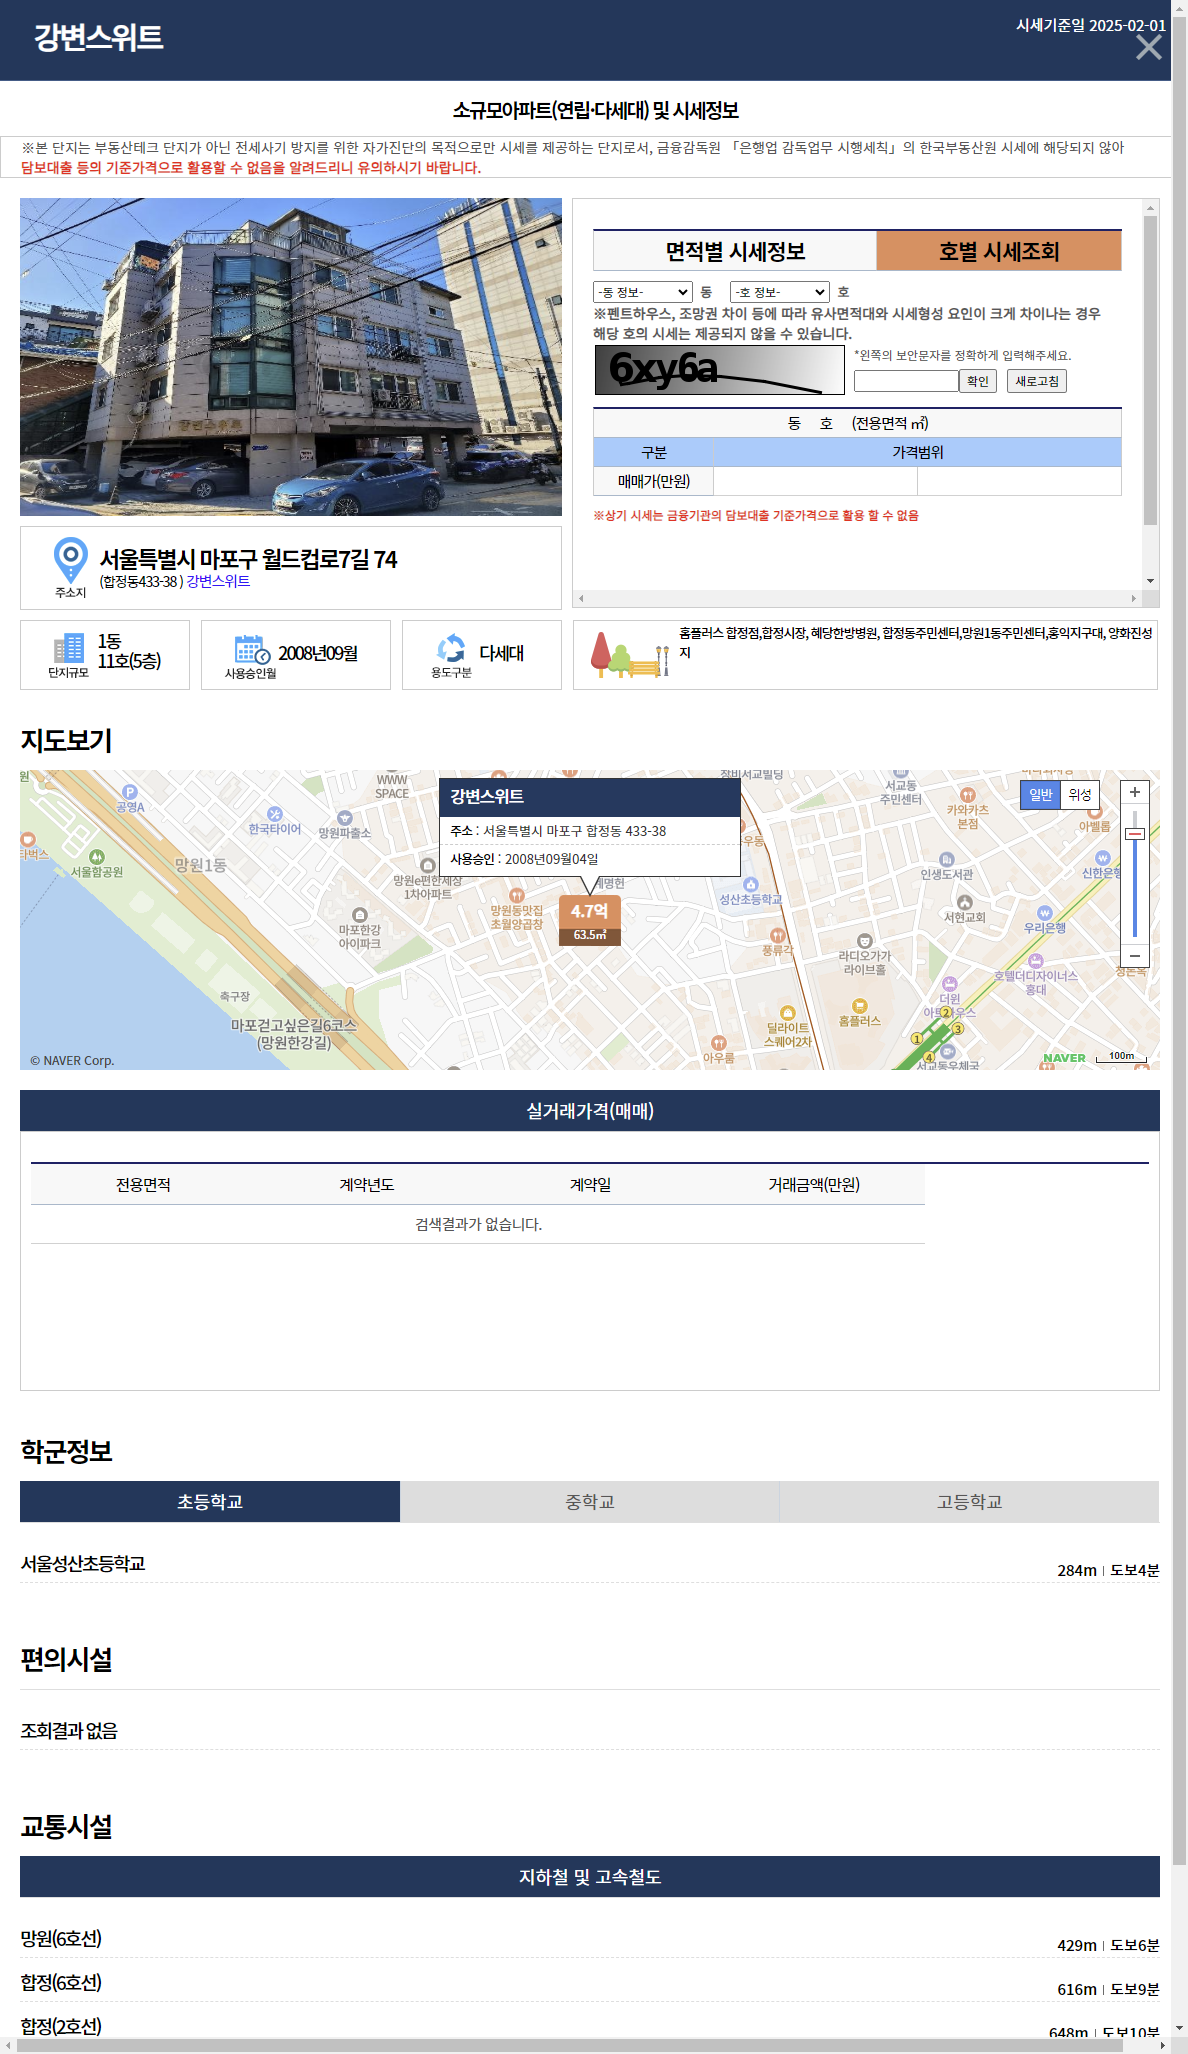 강변스위트
시세기준일 2025-02-01
소규모아파트(연립·다세대) 및 시세정보
※본 단지는 부동산테크 단지가 아닌 전세사기 방지를 위한 자가진단의 목적으로만 시세를 제공하는 단지로서, 금융감독원 「은행업 감독업무 시행세칙」의 한국부동산원 시세에 해당되지 않아
담보대출 등의 기준가격으로 활용할 수 없음을 알려드리니 유의하시기 바랍니다.
강변스위트
면적별 시세정보 호별 시세조회
-동 정보- 동 -호 정보- 호
※펜트하우스, 조망권 차이 등에 따라 유사면적대와 시세형성 요인이 크게 차이나는 경우
해당 호의 시세는 제공되지 않을 수 있습니다.
6xy6a
*왼쪽의 보안문자를 정확하게 입력해주세요.
확인 새로고침
동 호 (전용면적 ㎡)
구분 가격범위
매매가(만원)
※상기 시세는 금융기관의 담보대출 기준가격으로 활용 할 수 없음
주소지
서울특별시 마포구 월드컵로7길 74
(합정동433-38 ) 강변스위트
단지규모
1동
11호(5층)
사용승인월
2008년09월
용도구분
다세대
홈플러스 합정점,합정시장, 혜당한방병원, 합정동주민센터,망원1동주민센터,홍익지구대, 양화진성
지
지도보기
원
공영A
한국타이어
망원파출소
WWW
SPACE
장비서교빌딩
서교동
주민센터
카와카츠
본점
아벨롭
일반 위성
강변스위트
주소 : 서울특별시 마포구 합정동 433-38
사용승인 : 2008년09월04일
4.7억
63.5㎡
타벅스
서울함공원
망원1동
망원e편한세상
1차아파트
마포한강
아이파크
망원동맛집
초월양곱창
계명헌
우동
성산초등학교
풍류각
라디오가가
라이브홀
인생도서관
서현교회
신한은행
우리은행
호텔더디자이너스
홍대
정돈옥
더원
아트하우스
축구장
마포걷고싶은길6코스
(망원한강길)
딜라이트
스퀘어2차
홈플러스
아우룸
1
2
3
4
서교동우체국
© NAVER Corp.
NAVER
100m
실거래가격(매매)
전용면적 계약년도 계약일 거래금액(만원)
검색결과가 없습니다.
학군정보
초등학교 중학교 고등학교
서울성산초등학교 284m 도보4분
편의시설
조회결과 없음
교통시설
지하철 및 고속철도
망원(6호선) 429m 도보6분
합정(6호선) 616m 도보9분
합정(2호선) 648m 도보10분